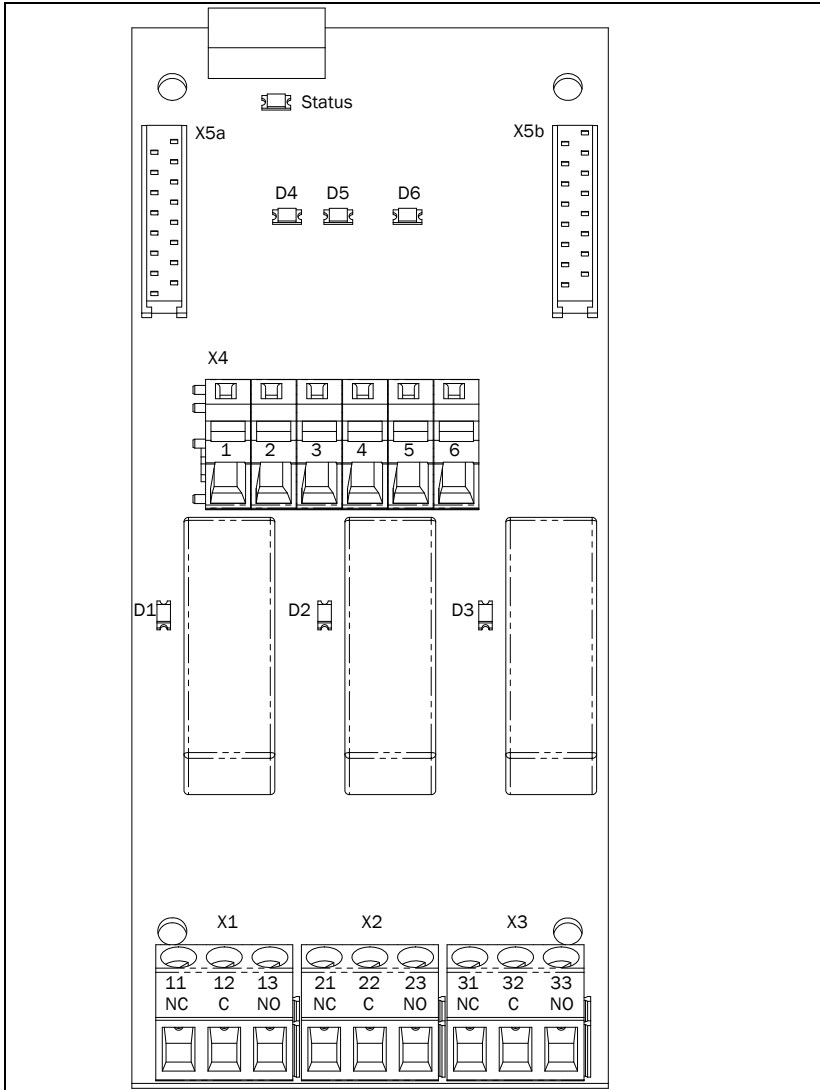 Status
X5a X5b
D4 D5 D6
X4
1 2 3 4 5 6
D1 D2 D3
X1 X2 X3
11 12 13 21 22 23 31 32 33
NC C NO NC C NO NC C NO